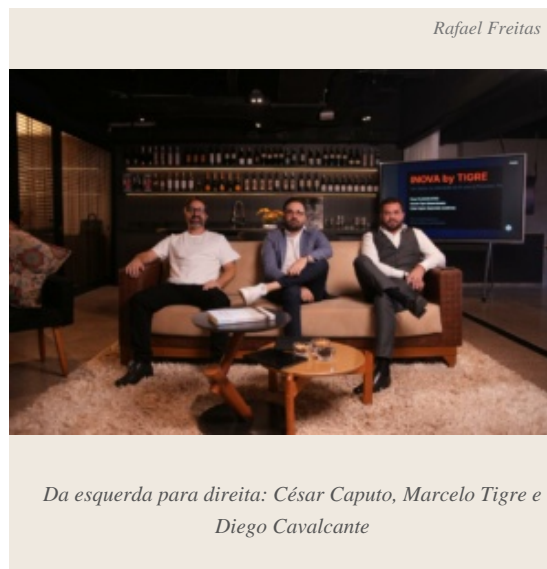 Rafael Freitas
INOVA by TIGRE
Da esquerda para direita: César Caputo, Marcelo Tigre e
Diego Cavalcante